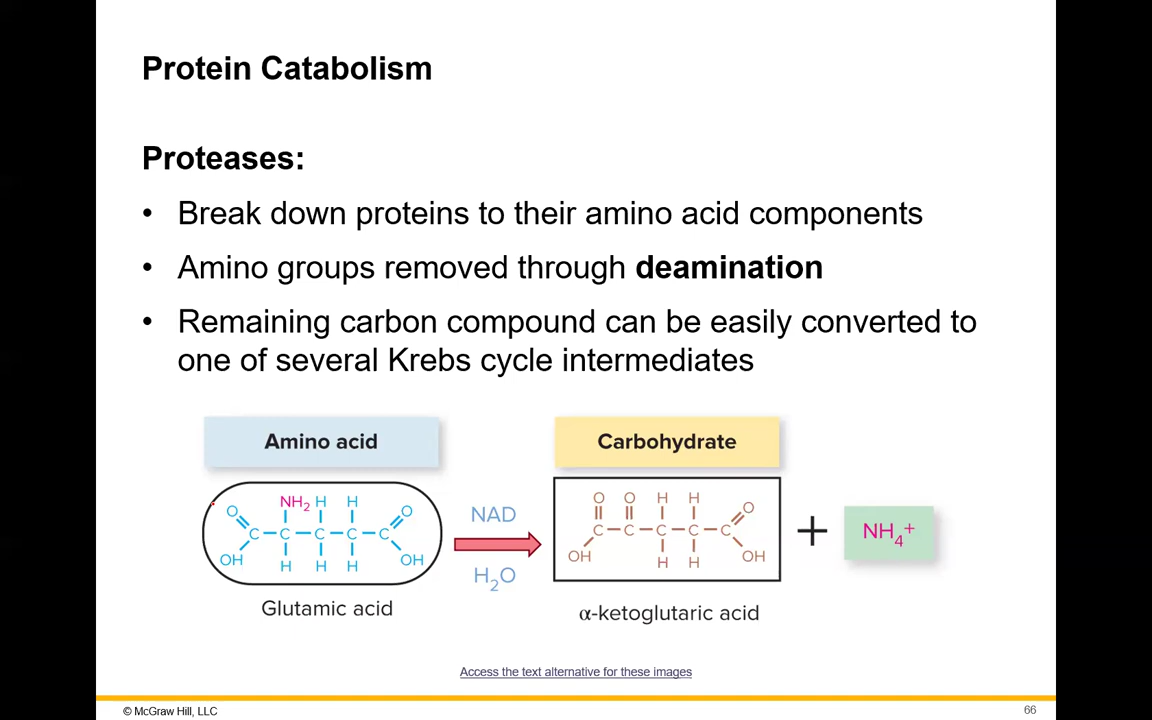 Protein Catabolism
Proteases:
• Break down proteins to their amino acid components
• Amino groups removed through deamination
• Remaining carbon compound can be easily converted to
one of several Krebs cycle intermediates
Amino acid
Carbohydrate
NH₂ H H
O O
C – C – C – C – C
OH OH
H H H
Glutamic acid
NAD
H₂O
O O H H
O
C – C – C – C – C
OH OH
H H
α-ketoglutaric acid
+
NH₄⁺
Access the text alternative for these images
© McGraw Hill, LLC
66